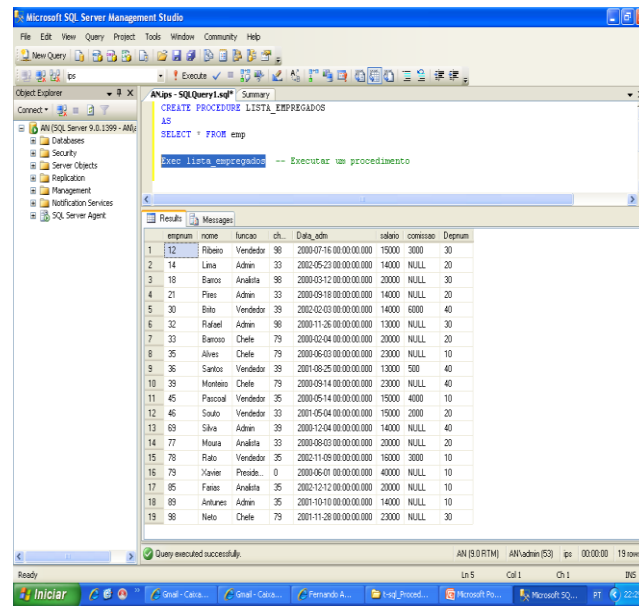 Microsoft SQL Server Management Studio
File Edit View Query Project Tools Window Community Help
New Query
ips Execute
Object Explorer
AN.ips - SQLQuery1.sql* Summary
Connect
CREATE PROCEDURE LISTA_EMPREGADOS
AS
SELECT * FROM emp
Exec lista_empregados -- Executar um procedimento
AN (SQL Server 9.0.1399 - AN\a
Databases
Security
Server Objects
Replication
Management
Notification Services
SQL Server Agent
Results Messages
empnum nome funcao ch... Data_adm salario comissao Depnum
1 12 Ribeiro Vendedor 98 2000-07-16 00:00:00.000 15000 3000 30
2 14 Lima Admin 33 2002-05-23 00:00:00.000 14000 NULL 20
3 18 Barros Analista 98 2000-03-12 00:00:00.000 20000 NULL 30
4 21 Pires Admin 33 2000-09-18 00:00:00.000 14000 NULL 20
5 30 Brito Vendedor 39 2002-02-03 00:00:00.000 14000 6000 40
6 32 Rafael Admin 98 2000-11-26 00:00:00.000 13000 NULL 30
7 33 Barroso Chefe 79 2000-02-04 00:00:00.000 20000 NULL 20
8 35 Alves Chefe 79 2000-06-03 00:00:00.000 23000 NULL 10
9 36 Santos Vendedor 39 2001-08-25 00:00:00.000 13000 500 40
10 39 Monteiro Chefe 79 2000-09-14 00:00:00.000 23000 NULL 40
11 45 Pascoal Vendedor 35 2000-05-14 00:00:00.000 15000 4000 10
12 46 Souto Vendedor 33 2001-05-04 00:00:00.000 15000 2000 20
13 69 Silva Admin 39 2000-12-04 00:00:00.000 14000 NULL 40
14 77 Moura Analista 33 2000-08-03 00:00:00.000 20000 NULL 20
15 78 Rato Vendedor 35 2002-11-09 00:00:00.000 16000 3000 10
16 79 Xavier Preside... 0 2000-06-01 00:00:00.000 40000 NULL 10
17 85 Farias Analista 35 2002-12-12 00:00:00.000 20000 NULL 10
18 89 Antunes Admin 35 2001-10-10 00:00:00.000 14000 NULL 10
19 98 Neto Chefe 79 2001-11-28 00:00:00.000 23000 NULL 30
Query executed successfully. AN (9.0 RTM) AN\admin (53) ips 00:00:00 19 row
Ready Ln 5 Col 1 Ch 1 INS
Iniciar Gmail - Caixa... Gmail - Caixa... Fernando A... t-sql_Proced... Microsoft Po... Microsoft SQ... PT